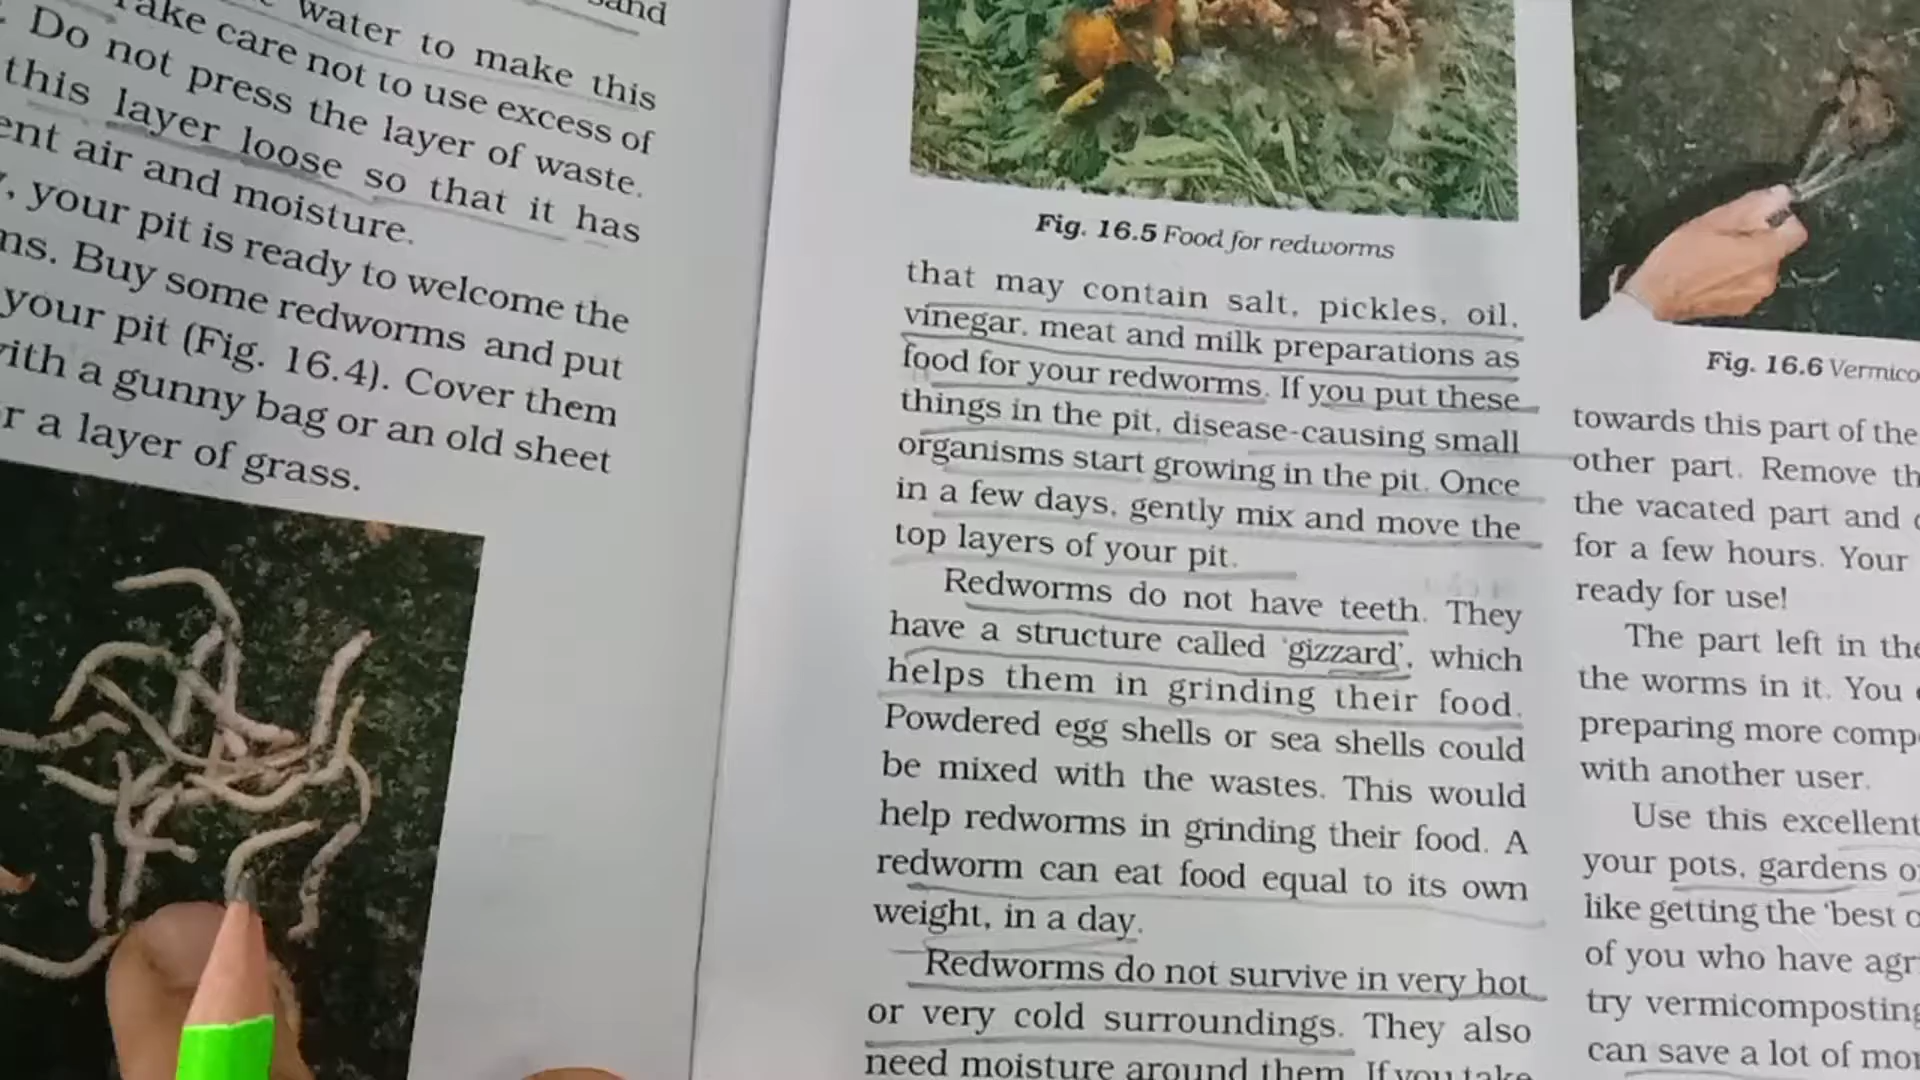 sand
water to make this
Take care not to use excess of
Do not press the layer of waste.
this layer loose so that it has
air and moisture.
your pit is ready to welcome the
Buy some redworms and put
your pit (Fig. 16.4). Cover them
with a gunny bag or an old sheet
a layer of grass.
Fig. 16.5 Food for redworms
that may contain salt, pickles, oil,
vinegar, meat and milk preparations as
food for your redworms. If you put these
things in the pit, disease-causing small
organisms start growing in the pit. Once
in a few days, gently mix and move the
top layers of your pit.
Redworms do not have teeth. They
have a structure called ‘gizzard’, which
helps them in grinding their food.
Powdered egg shells or sea shells could
be mixed with the wastes. This would
help redworms in grinding their food. A
redworm can eat food equal to its own
weight, in a day.
Redworms do not survive in very hot
or very cold surroundings. They also
need moisture around them. If you take
Fig. 16.6
towards this part of the
other part. Remove
the vacated part and
for a few hours. Your
ready for use!
The part left in the
the worms in it. You
preparing more
with another user.
Use this excellent
your pots, gardens
like getting the ‘best
of you who have
try vermicomposting
can save a lot of